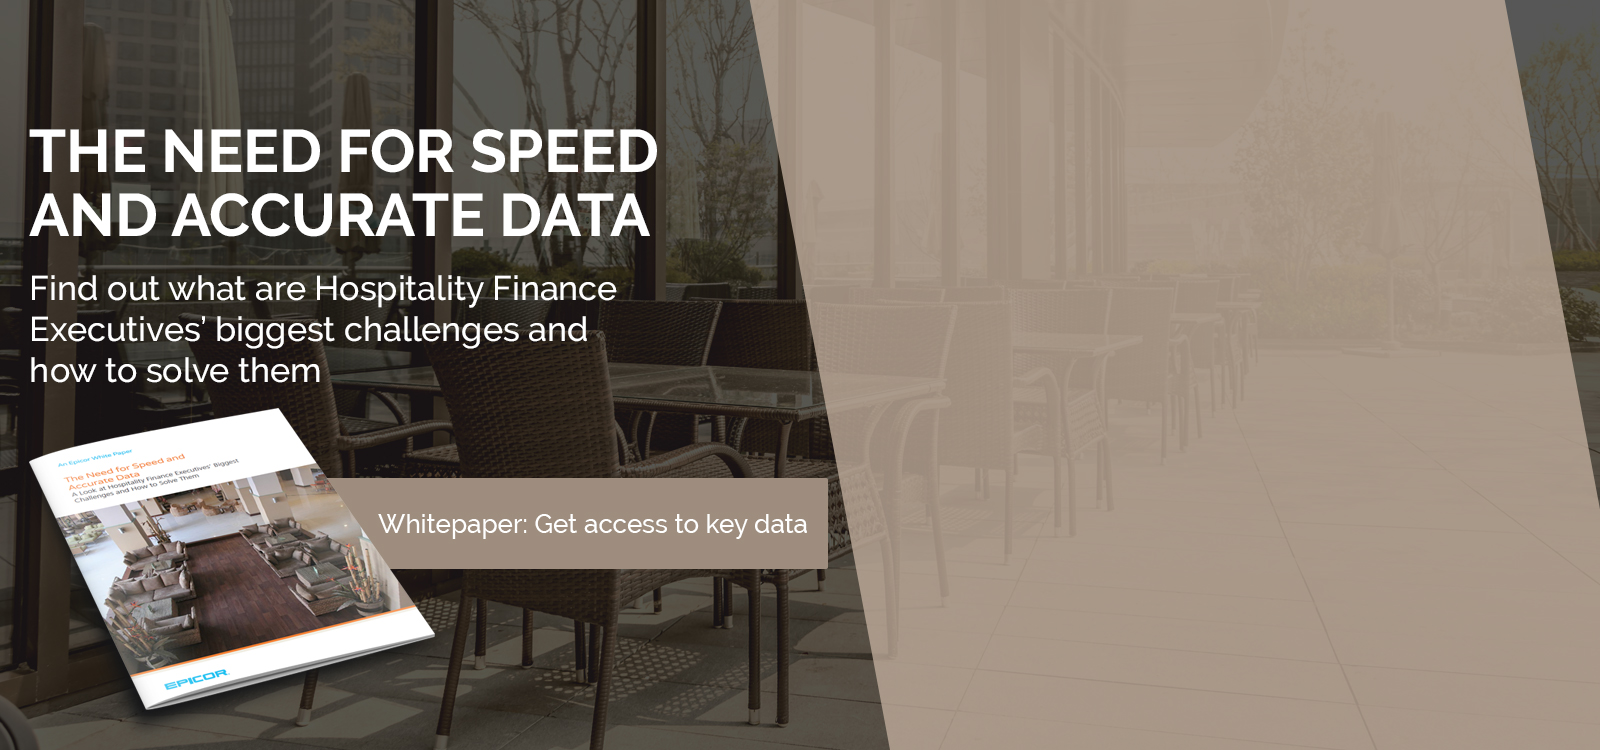 THE NEED FOR SPEED
AND ACCURATE DATA
Find out what are Hospitality Finance
Executives’ biggest challenges and
how to solve them
An Epicor White Paper
The Need for Speed and
Accurate Data
A Look at Hospitality Finance Executives' Biggest
Challenges and How to Solve Them
Whitepaper: Get access to key data
EPICOR